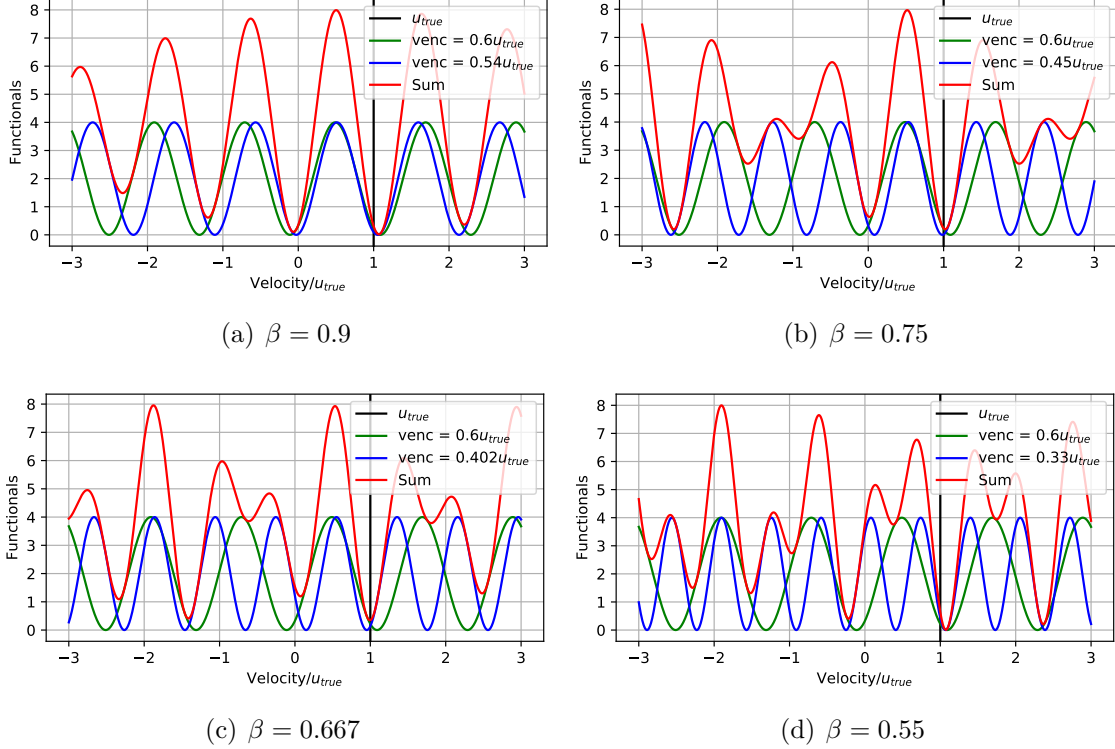 8
7
6
5
4
3
2
1
0
Functionals
−3 −2 −1 0 1 2 3
Velocity/u_true
u_true
venc = 0.6u_true
venc = 0.54u_true
Sum
(a) β = 0.9
8
7
6
5
4
3
2
1
0
Functionals
−3 −2 −1 0 1 2 3
Velocity/u_true
u_true
venc = 0.6u_true
venc = 0.45u_true
Sum
(b) β = 0.75
8
7
6
5
4
3
2
1
0
Functionals
−3 −2 −1 0 1 2 3
Velocity/u_true
u_true
venc = 0.6u_true
venc = 0.402u_true
Sum
(c) β = 0.667
8
7
6
5
4
3
2
1
0
Functionals
−3 −2 −1 0 1 2 3
Velocity/u_true
u_true
venc = 0.6u_true
venc = 0.33u_true
Sum
(d) β = 0.55